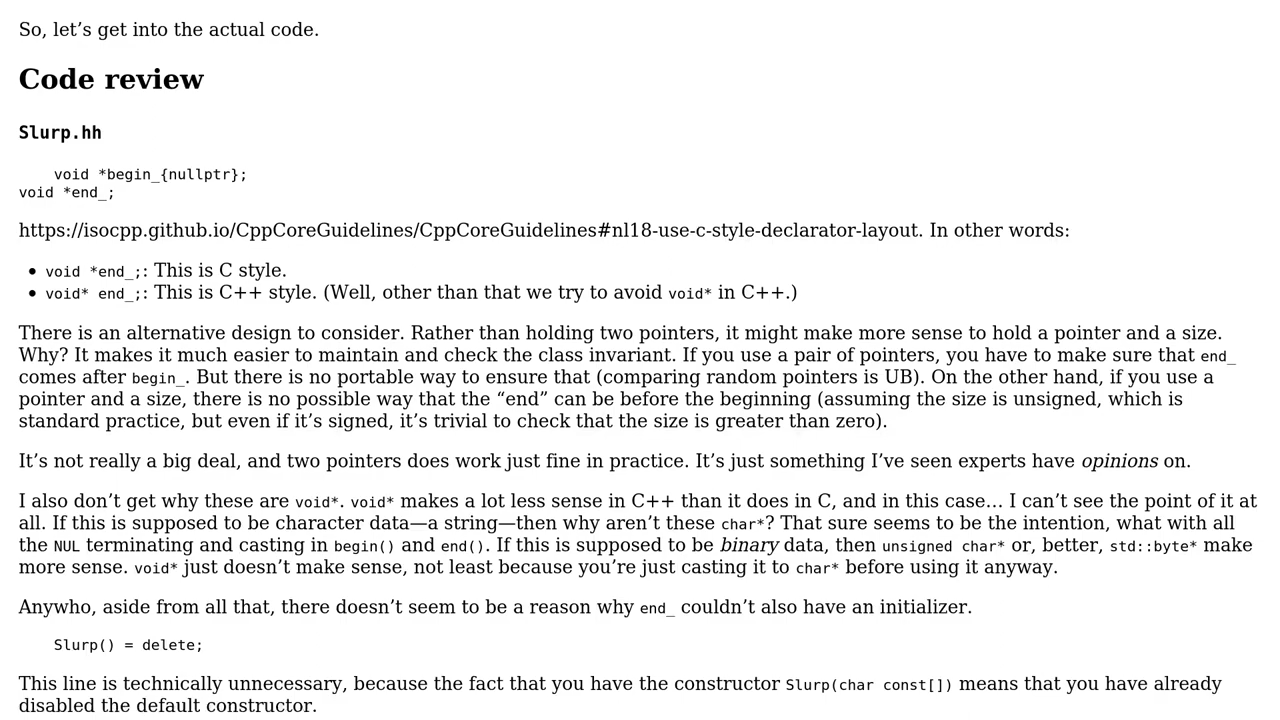 So, let’s get into the actual code.
Code review
Slurp.hh
void *begin_{nullptr};
void *end_;
https://isocpp.github.io/CppCoreGuidelines/CppCoreGuidelines#nl18-use-c-style-declarator-layout. In other words:
• void *end_;: This is C style.
• void* end_;: This is C++ style. (Well, other than that we try to avoid void* in C++.)
There is an alternative design to consider. Rather than holding two pointers, it might make more sense to hold a pointer and a size.
Why? It makes it much easier to maintain and check the class invariant. If you use a pair of pointers, you have to make sure that end_
comes after begin_. But there is no portable way to ensure that (comparing random pointers is UB). On the other hand, if you use a
pointer and a size, there is no possible way that the “end” can be before the beginning (assuming the size is unsigned, which is
standard practice, but even if it’s signed, it’s trivial to check that the size is greater than zero).
It’s not really a big deal, and two pointers does work just fine in practice. It’s just something I’ve seen experts have opinions on.
I also don’t get why these are void*. void* makes a lot less sense in C++ than it does in C, and in this case… I can’t see the point of it at
all. If this is supposed to be character data—a string—then why aren’t these char*? That sure seems to be the intention, what with all
the NUL terminating and casting in begin() and end(). If this is supposed to be binary data, then unsigned char* or, better, std::byte* make
more sense. void* just doesn’t make sense, not least because you’re just casting it to char* before using it anyway.
Anywho, aside from all that, there doesn’t seem to be a reason why end_ couldn’t also have an initializer.
Slurp() = delete;
This line is technically unnecessary, because the fact that you have the constructor Slurp(char const[]) means that you have already
disabled the default constructor.